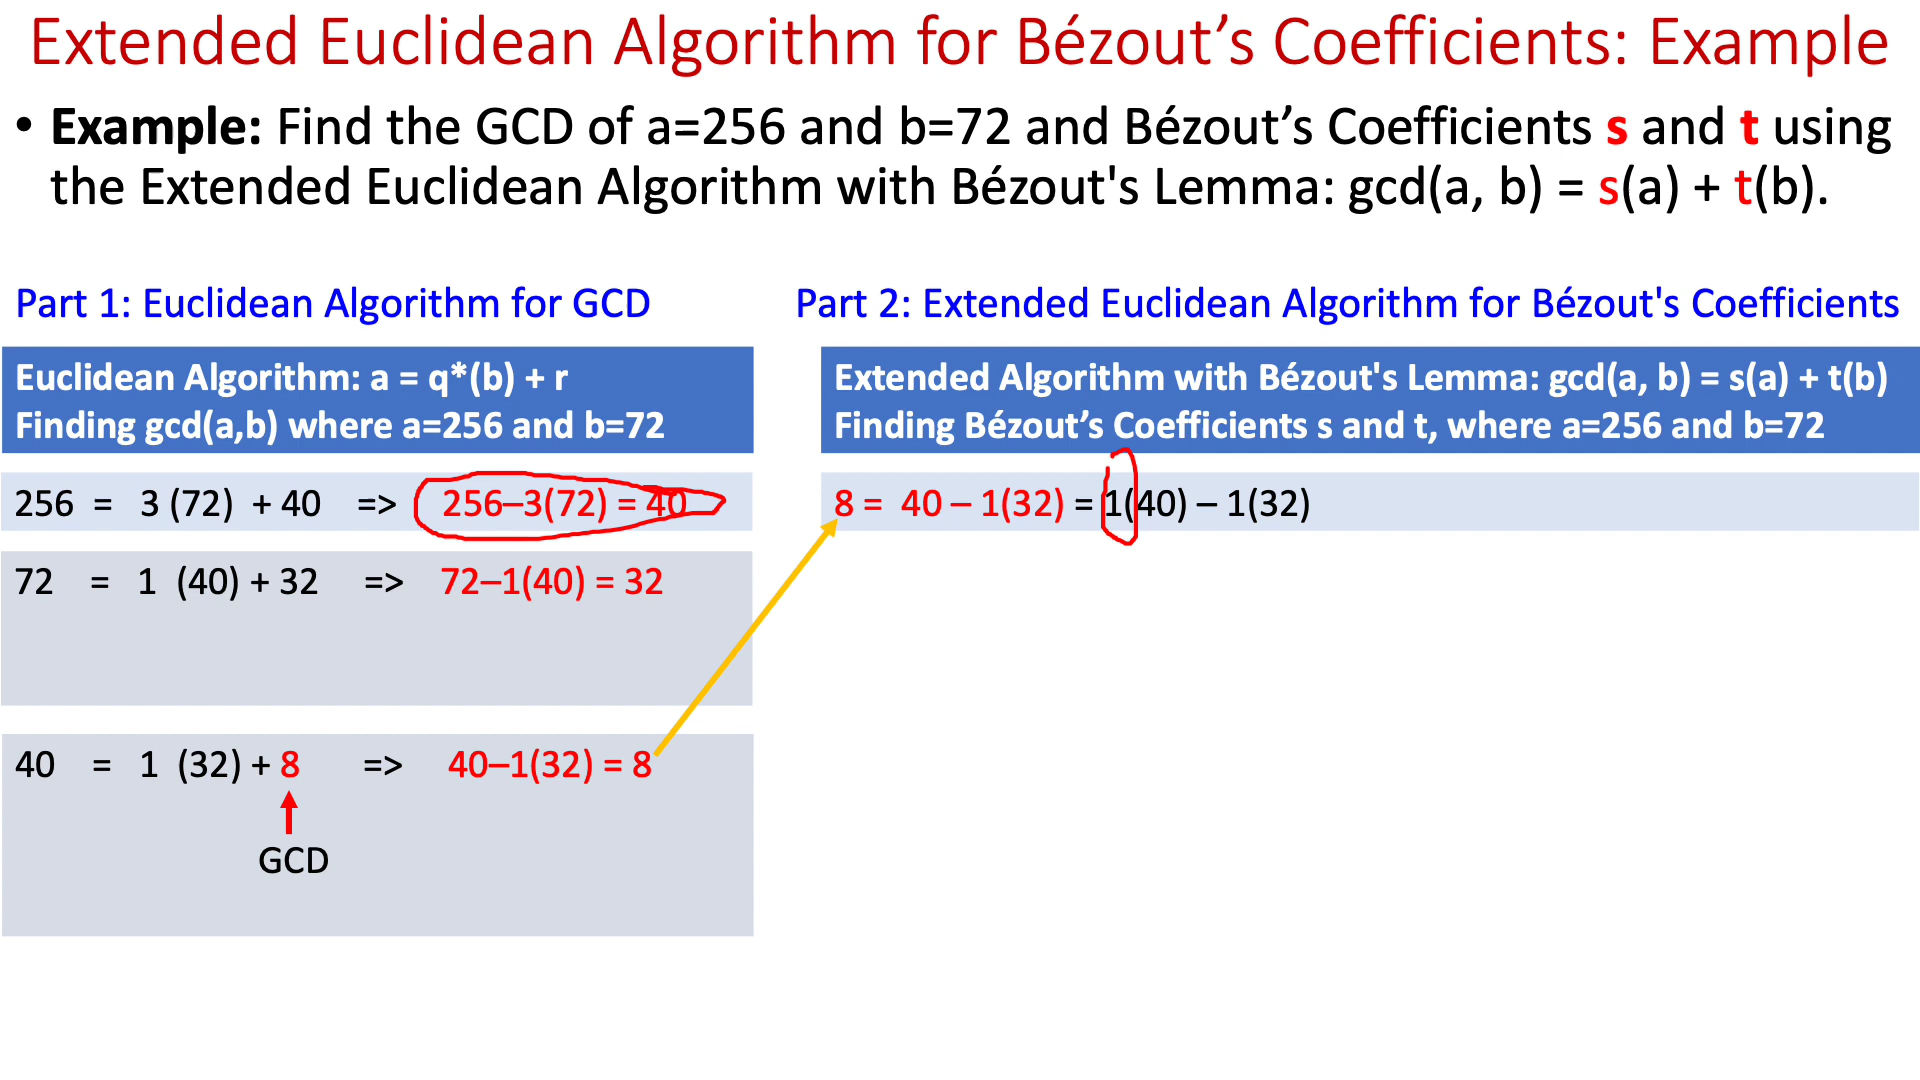 Extended Euclidean Algorithm for Bézout’s Coefficients: Example
• Example: Find the GCD of a=256 and b=72 and Bézout’s Coefficients s and t using
the Extended Euclidean Algorithm with Bézout's Lemma: gcd(a, b) = s(a) + t(b).
Part 1: Euclidean Algorithm for GCD
Euclidean Algorithm: a = q*(b) + r
Finding gcd(a,b) where a=256 and b=72
256 = 3 (72) + 40 => 256–3(72) = 40
72 = 1 (40) + 32 => 72–1(40) = 32
40 = 1 (32) + 8 => 40–1(32) = 8
GCD
Part 2: Extended Euclidean Algorithm for Bézout's Coefficients
Extended Algorithm with Bézout's Lemma: gcd(a, b) = s(a) + t(b)
Finding Bézout’s Coefficients s and t, where a=256 and b=72
8 = 40 – 1(32) = 1(40) – 1(32)